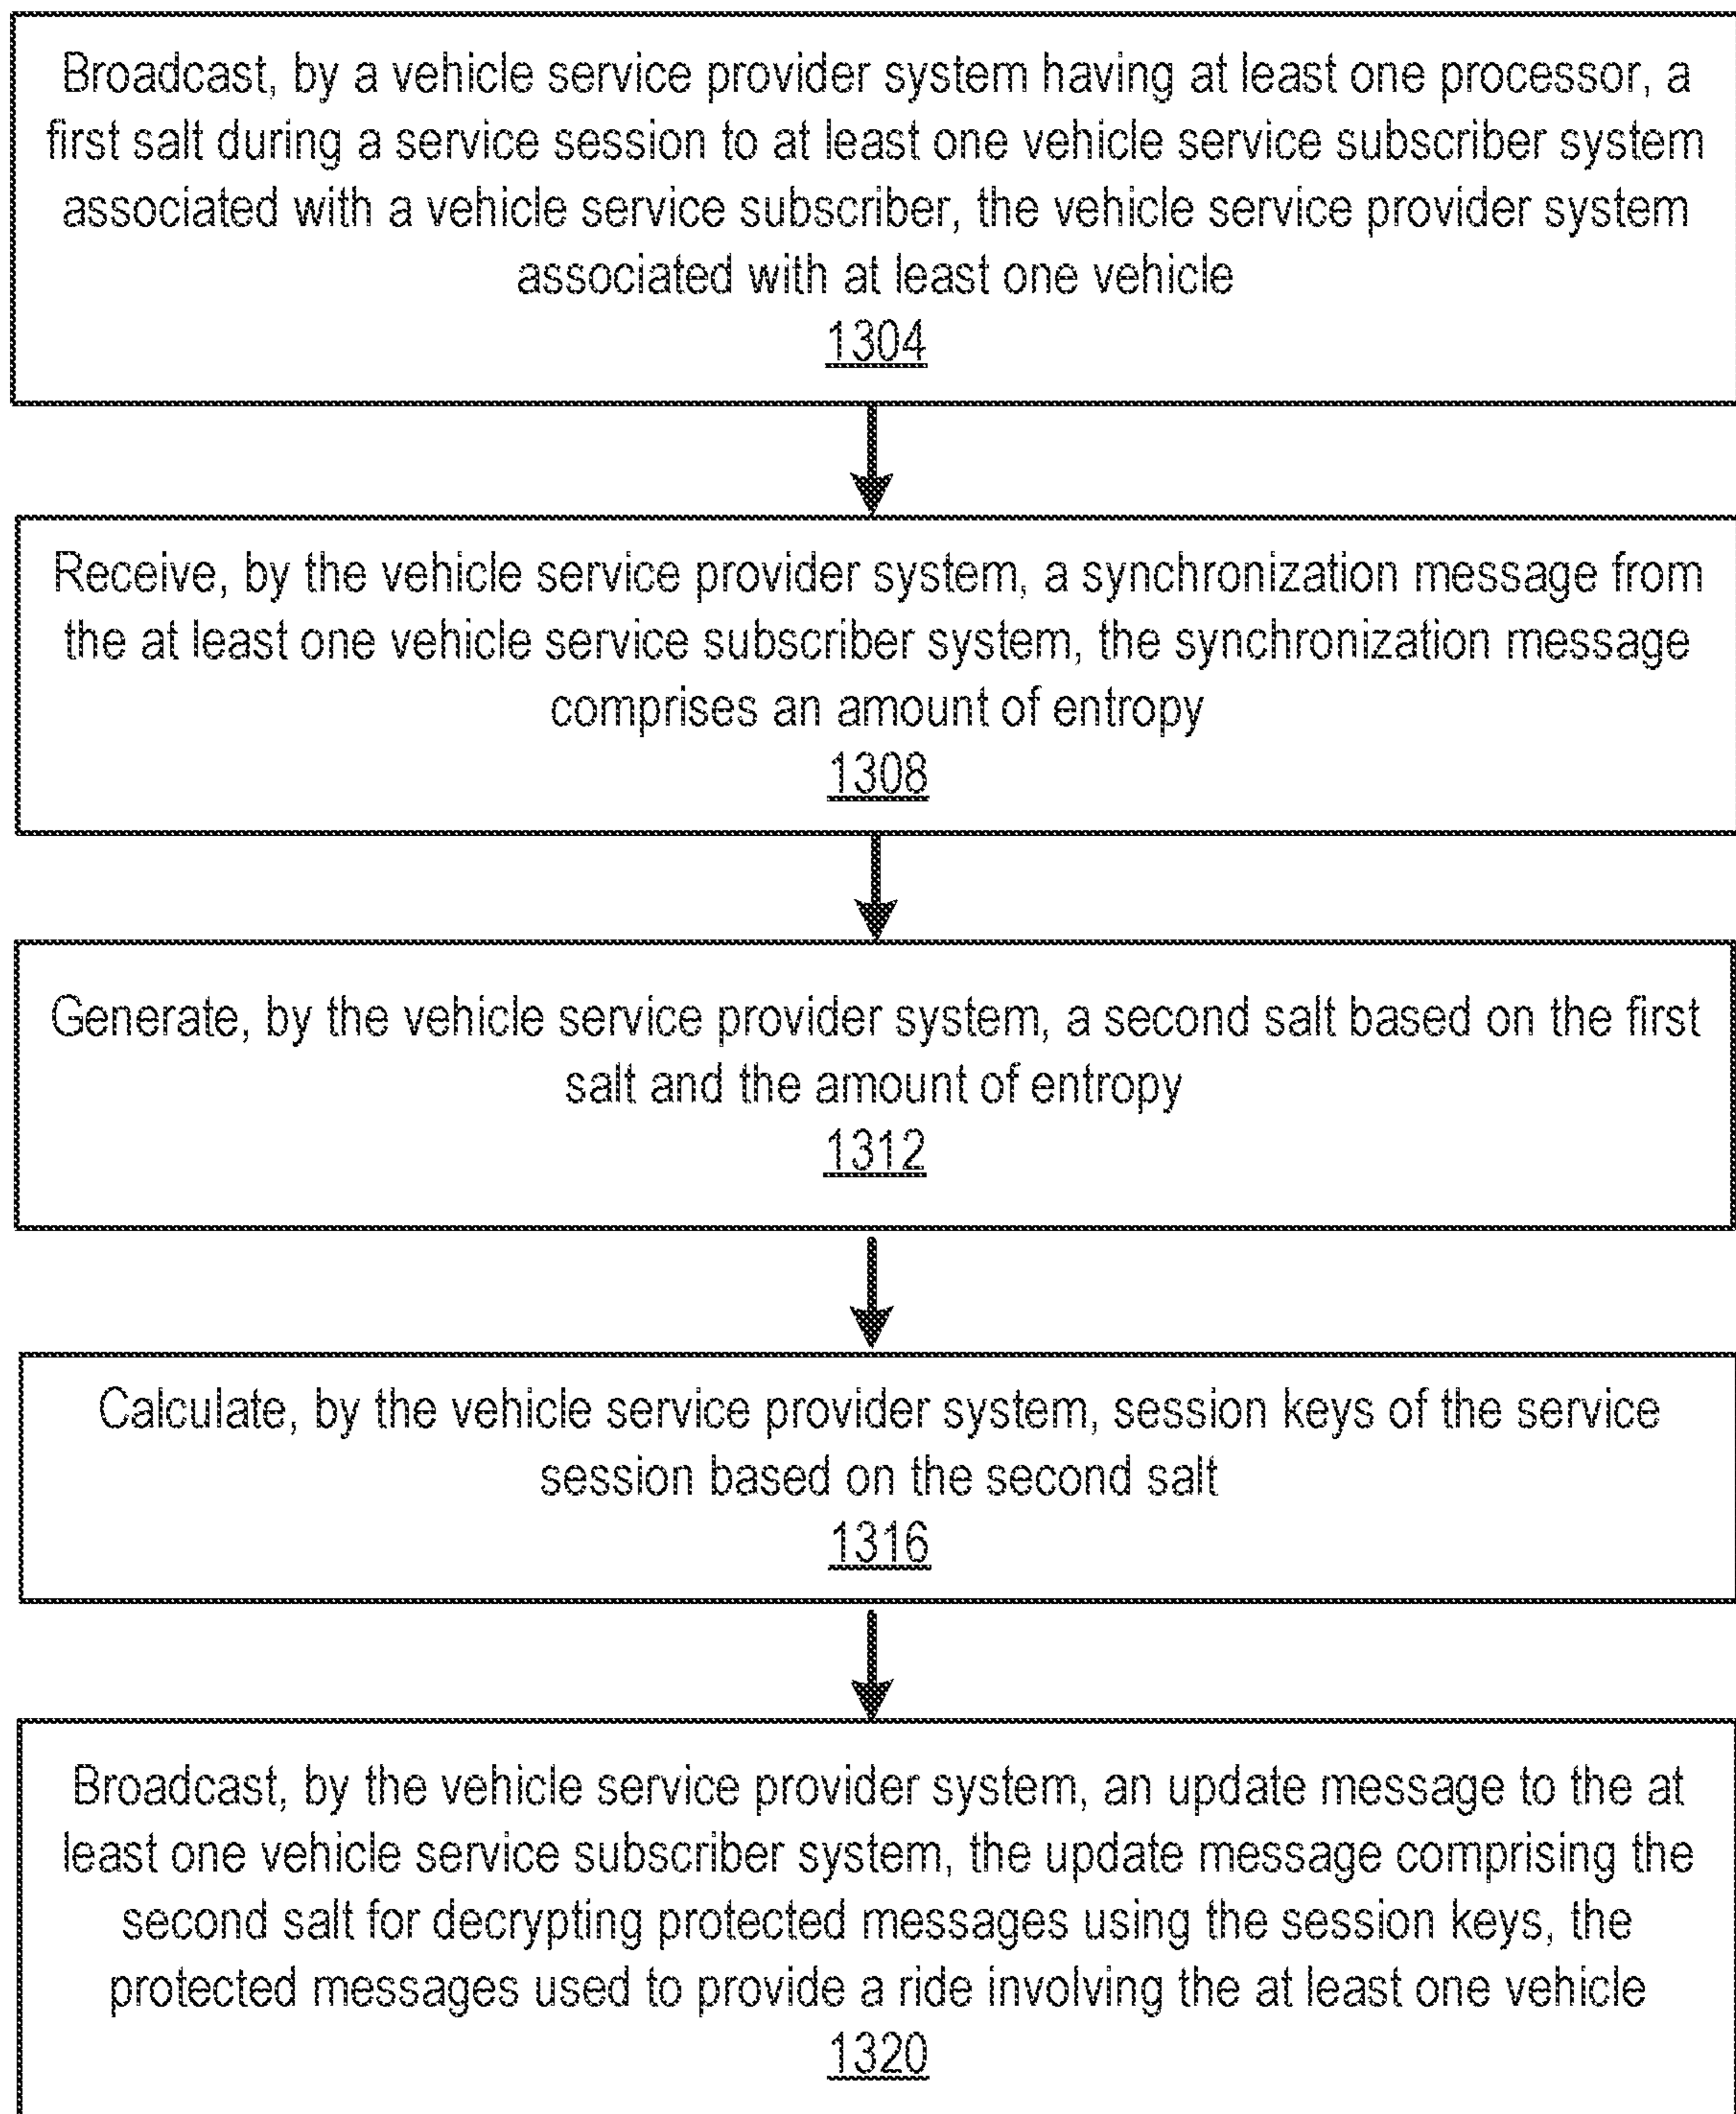 Broadcast, by a vehicle service provider system having at least one processor, a
first salt during a service session to at least one vehicle service subscriber system
associated with a vehicle service subscriber, the vehicle service provider system
associated with at least one vehicle
1304
Receive, by the vehicle service provider system, a synchronization message from
the at least one vehicle service subscriber system, the synchronization message
comprises an amount of entropy
1308
Generate, by the vehicle service provider system, a second salt based on the first
salt and the amount of entropy
1312
Calculate, by the vehicle service provider system, session keys of the service
session based on the second salt
1316
Broadcast, by the vehicle service provider system, an update message to the at
least one vehicle service subscriber system, the update message comprising the
second salt for decrypting protected messages using the session keys, the
protected messages used to provide a ride involving the at least one vehicle
1320